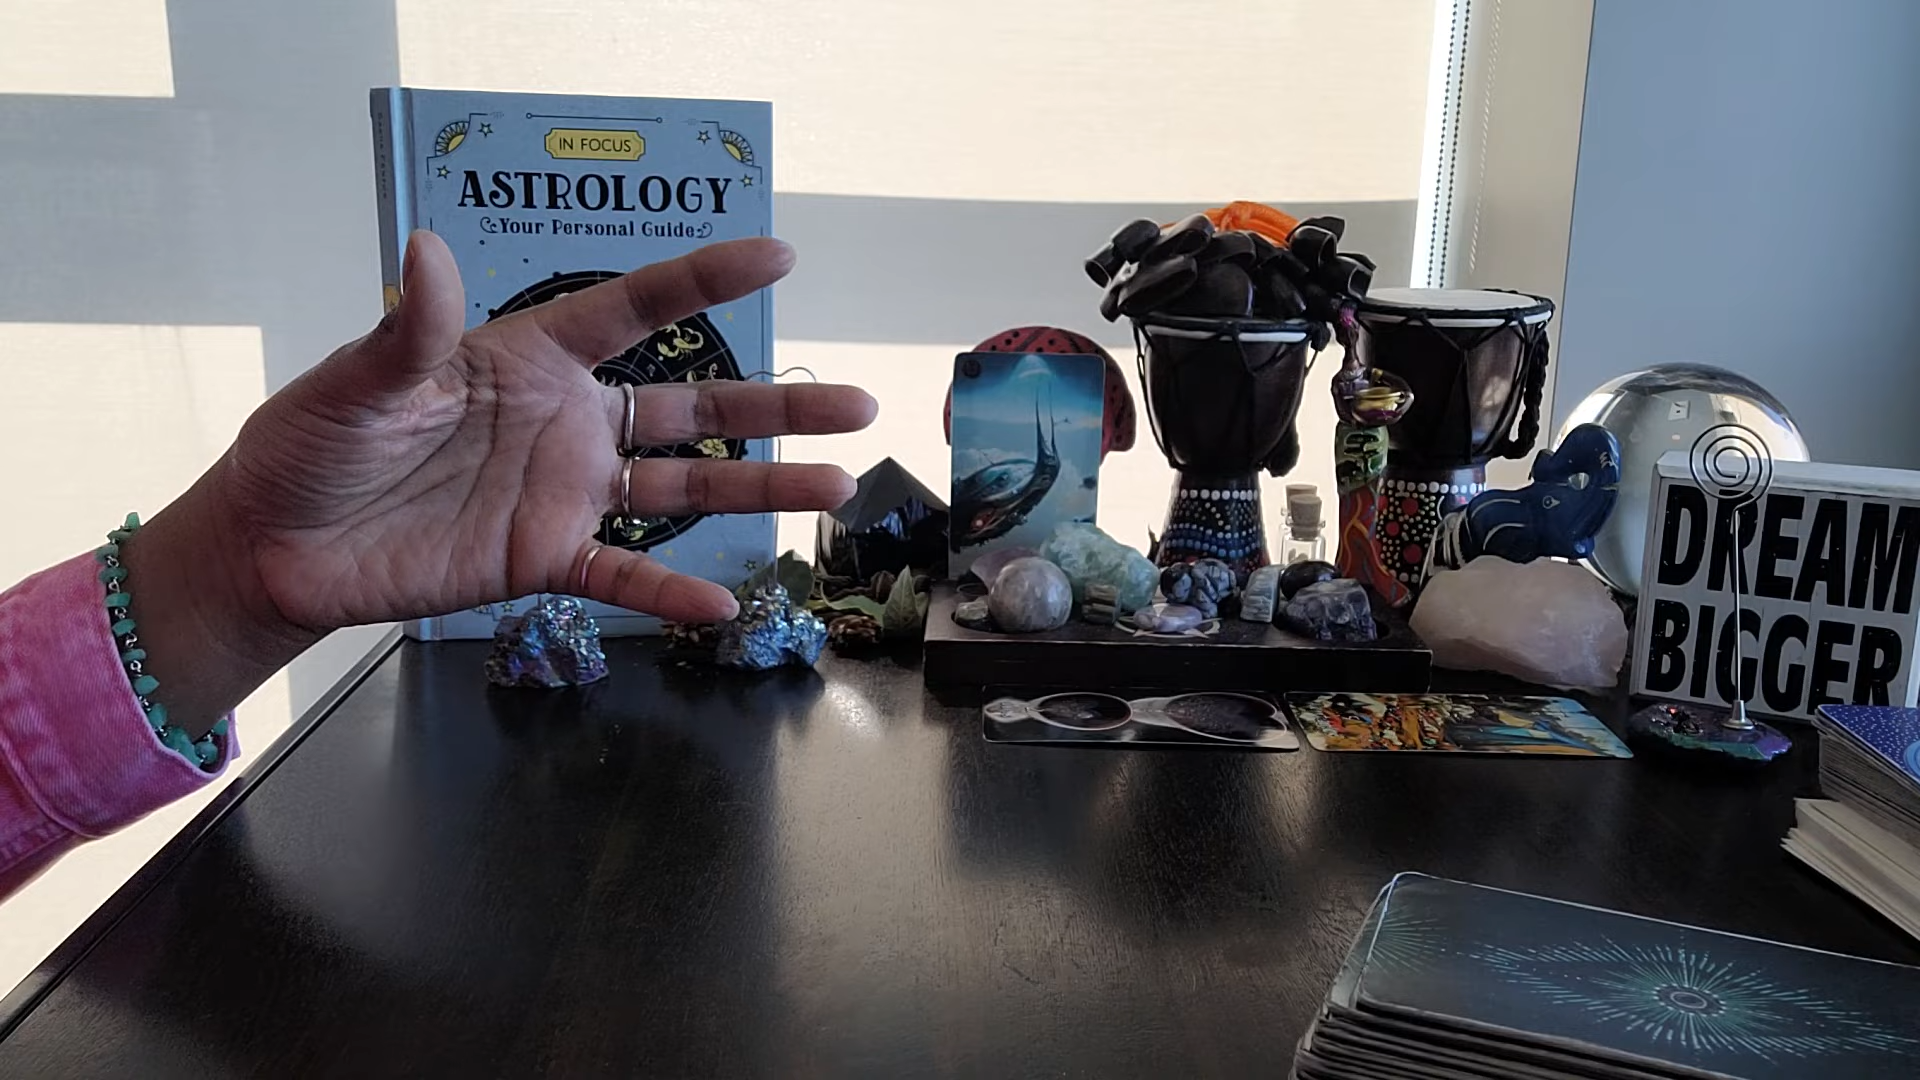 IN FOCUS
ASTROLOGY
Your Personal Guide
DREAM
BIGGER